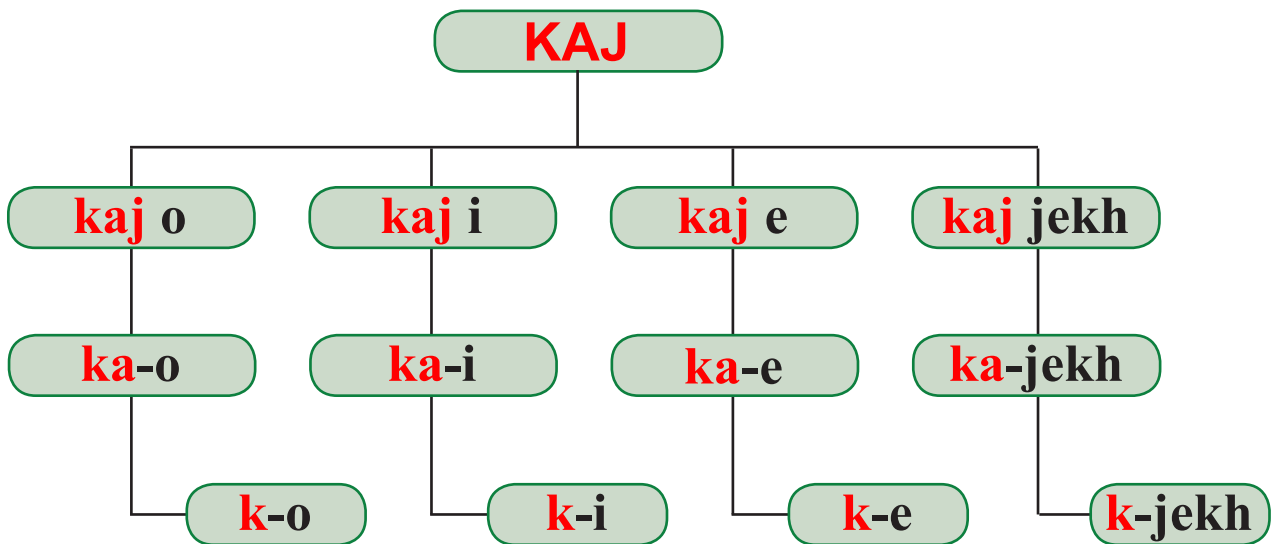 KAJ
kaj o
kaj i
kaj e
kaj jekh
ka-o
ka-i
ka-e
ka-jekh
k-o
k-i
k-e
k-jekh